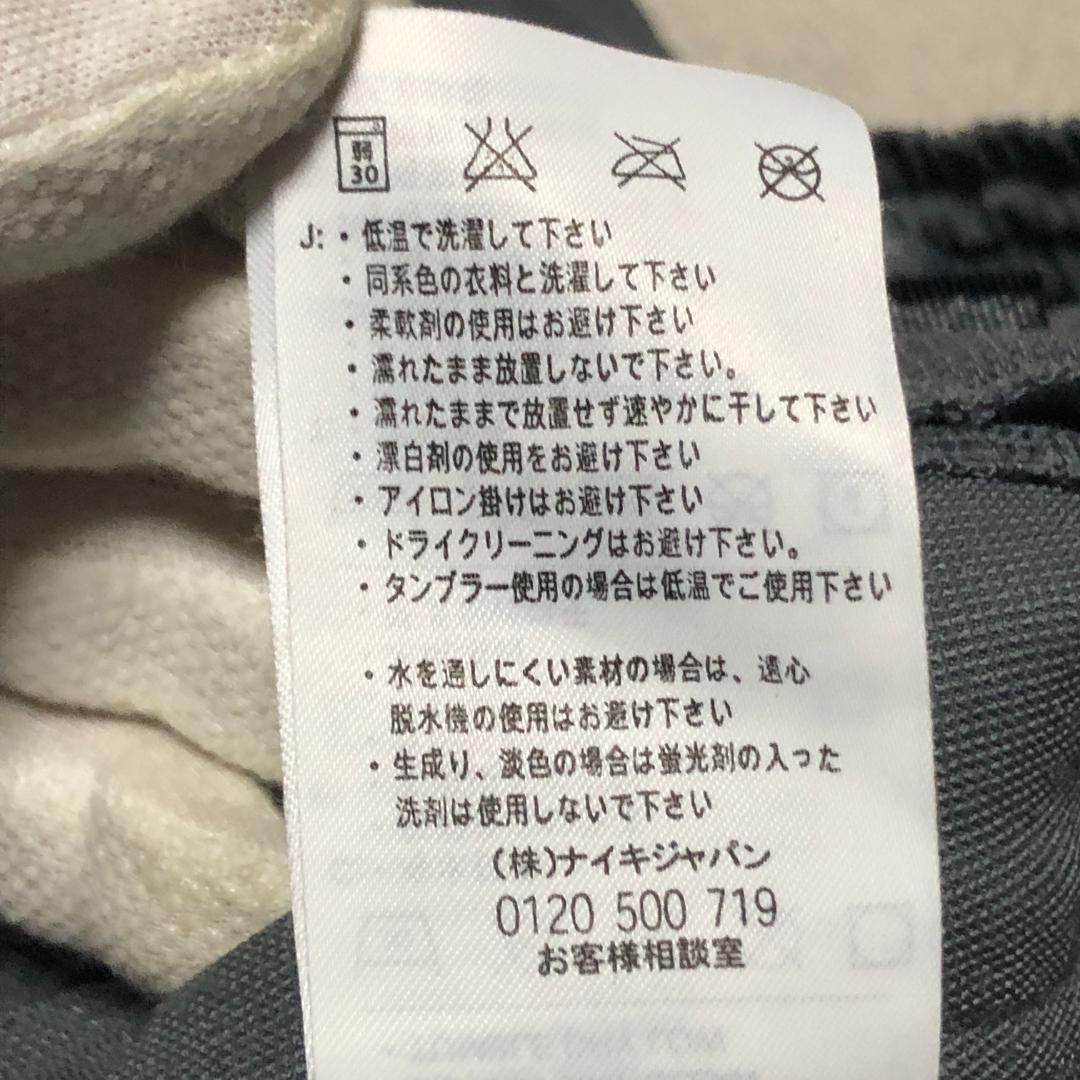 弱
30
J: ・低温で洗濯して下さい
・同系色の衣料と洗濯して下さい
・柔軟剤の使用はお避け下さい
・濡れたまま放置しないで下さい。
・濡れたままで放置せず速やかに干して下さい
・漂白剤の使用をお避け下さい
・アイロン掛けはお避け下さい
・ドライクリーニングはお避け下さい。
・タンブラー使用の場合は低温でご使用下さい
・水を通しにくい素材の場合は、遠心
脱水機の使用はお避け下さい
・生成り、淡色の場合は蛍光剤の入った
洗剤は使用しないで下さい
(株)ナイキジャパン
0120 500 719
お客様相談室